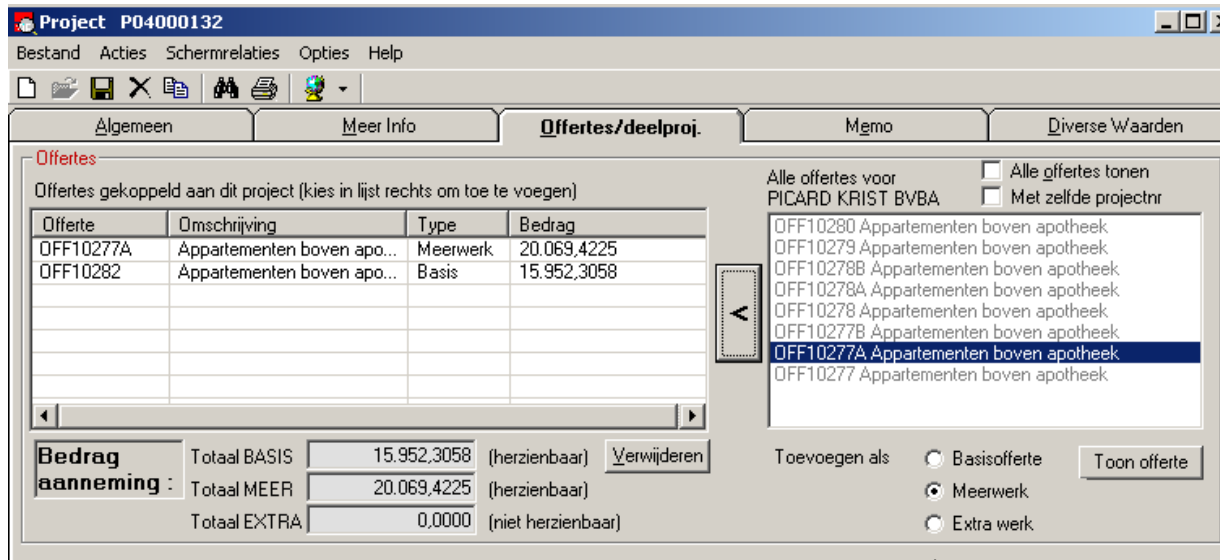 Project P04000132
Bestand Acties Schermrelaties Opties Help
Algemeen Meer Info Offertes/deelproj. Memo Diverse Waarden
Offertes
Offertes gekoppeld aan dit project (kies in lijst rechts om toe te voegen)
Offerte Omschrijving Type Bedrag
OFF10277A Appartementen boven apo... Meerwerk 20.069,4225
OFF10282 Appartementen boven apo... Basis 15.952,3058
<
Alle offertes voor
PICARD KRIST BVBA
Alle offertes tonen
Met zelfde projectnr
OFF10280 Appartementen boven apotheek
OFF10279 Appartementen boven apotheek
OFF10278B Appartementen boven apotheek
OFF10278A Appartementen boven apotheek
OFF10278 Appartementen boven apotheek
OFF10277B Appartementen boven apotheek
OFF10277A Appartementen boven apotheek
OFF10277 Appartementen boven apotheek
Bedrag
aanneming :
Totaal BASIS 15.952,3058 (herzienbaar) Verwijderen
Totaal MEER 20.069,4225 (herzienbaar)
Totaal EXTRA 0,0000 (niet herzienbaar)
Toevoegen als
Basisofferte
Meerwerk
Extra werk
Toon offerte